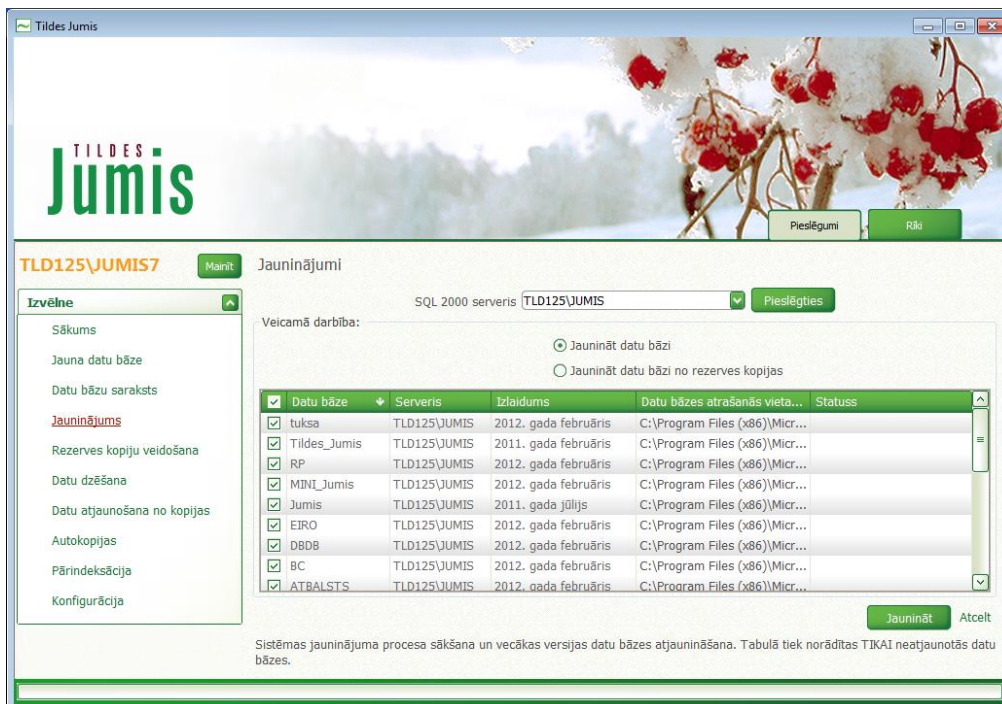 Tildes Jumis
TILDES
Jumis
Pieslēgumi Rīki
TLD125\JUMIS7 Mainīt Jauninājumi
SQL 2000 serveris TLD125\JUMIS Pieslēgties
Izvēlne
Sākums
Jauna datu bāze
Datu bāzu saraksts
Jauninājums
Rezerves kopiju veidošana
Datu dzēšana
Datu atjaunošana no kopijas
Autokopijas
Pārindeksācija
Konfigurācija
Veicamā darbība:
Jaunināt datu bāzi
Jaunināt datu bāzi no rezerves kopijas
Datu bāze Serveris Izlaidums Datu bāzes atrašanās vieta... Statuss
tuksa TLD125\JUMIS 2012. gada februāris C:\Program Files (x86)\Micr...
Tildes_Jumis TLD125\JUMIS 2011. gada februāris C:\Program Files (x86)\Micr...
RP TLD125\JUMIS 2012. gada februāris C:\Program Files (x86)\Micr...
MINI_Jumis TLD125\JUMIS 2012. gada februāris C:\Program Files (x86)\Micr...
Jumis TLD125\JUMIS 2011. gada jūlijs C:\Program Files (x86)\Micr...
EIRO TLD125\JUMIS 2012. gada februāris C:\Program Files (x86)\Micr...
DBDB TLD125\JUMIS 2012. gada februāris C:\Program Files (x86)\Micr...
BC TLD125\JUMIS 2012. gada februāris C:\Program Files (x86)\Micr...
ATBALSTS TLD125\JUMIS 2012. gada februāris C:\Program Files (x86)\Micr...
Jaunināt Atcelt
Sistēmas jauninājuma procesa sākšana un vecākas versijas datu bāzes atjaunināšana. Tabulā tiek norādītas TIKAI neatjaunotās datu
bāzes.